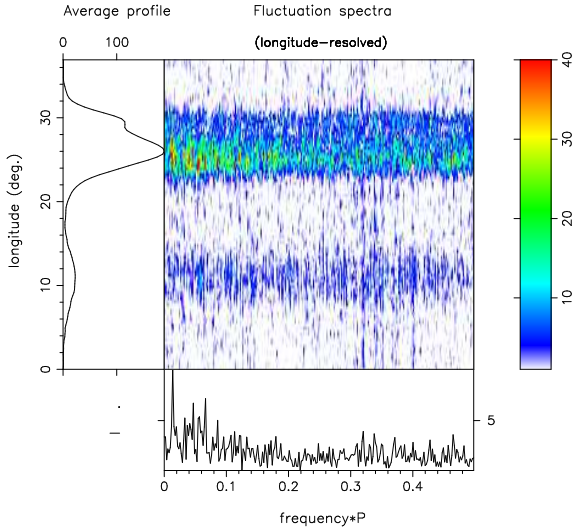 Average profile
Fluctuation spectra
0 100
(longitude−resolved)
40
30
20
10
longitude (deg.)
30
20
10
0
5
0 0.1 0.2 0.3 0.4
frequency*P